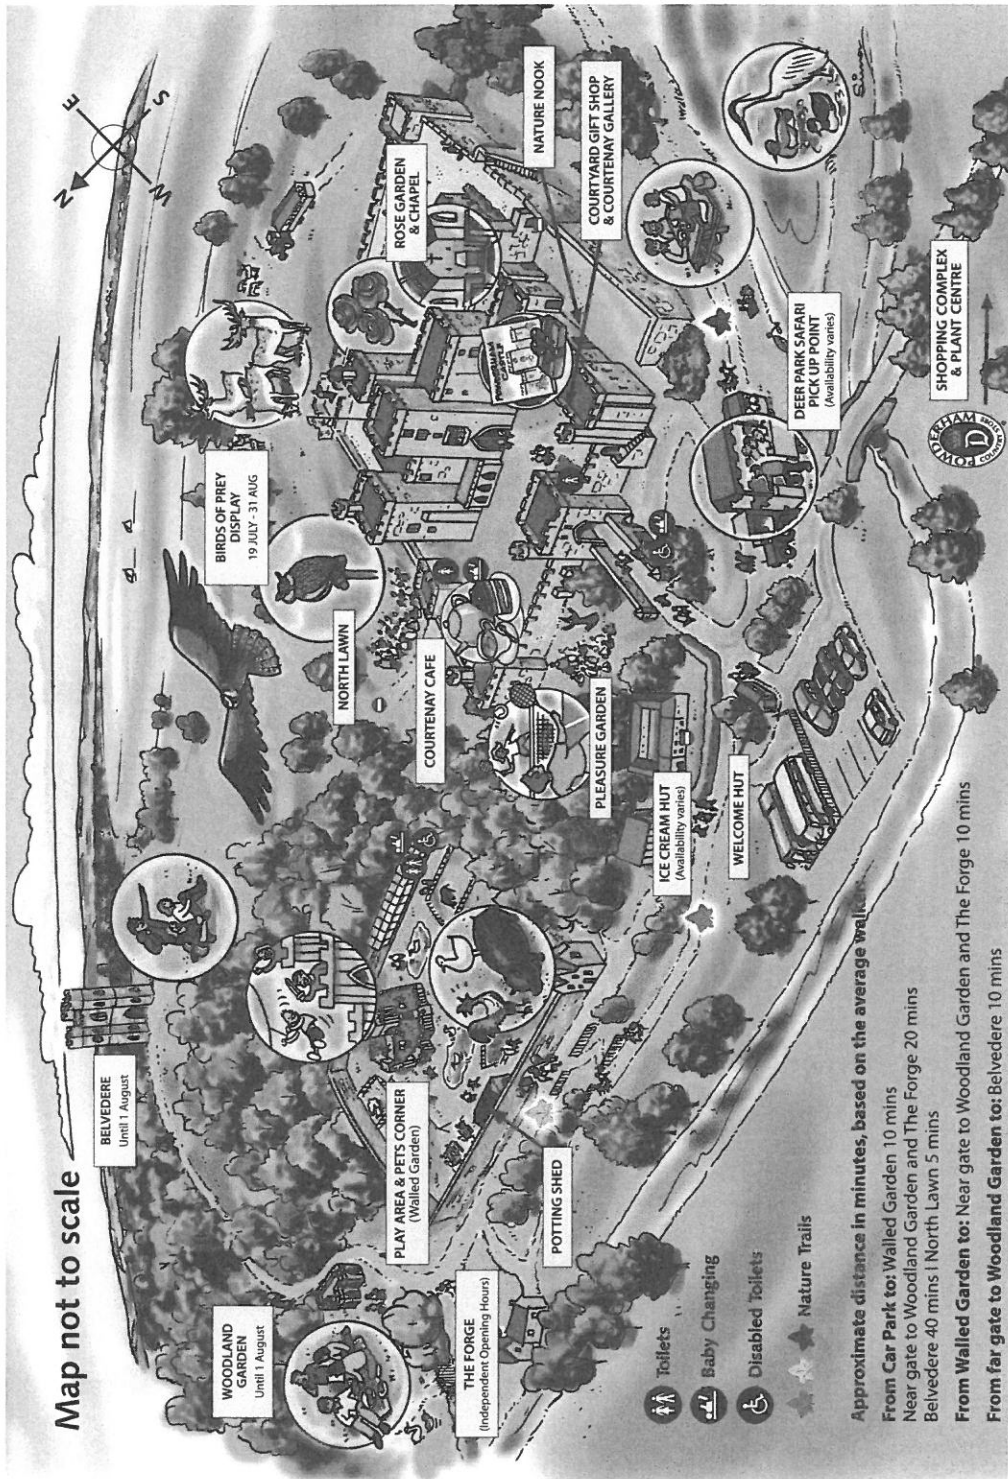 Map not to scale
N
E
S
W
BELVEDERE
Until 1 August
WOODLAND
GARDEN
Until 1 August
BIRDS OF PREY
DISPLAY
19 JULY - 31 AUG
NORTH LAWN
COURTENAY CAFE
ROSE GARDEN
& CHAPEL
NATURE NOOK
COURTYARD GIFT SHOP
& COURTENAY GALLERY
POWDERHAM
CASTLE
PLAY AREA & PETS CORNER
(Walled Garden)
THE FORGE
(Independent Opening Hours)
POTTING SHED
PLEASURE GARDEN
ICE CREAM HUT
(Availability varies)
WELCOME HUT
DEER PARK SAFARI
PICK UP POINT
(Availability varies)
SHOPPING COMPLEX
& PLANT CENTRE
POWDERHAM
COUNTRY STORE
Toilets
Baby Changing
Disabled Toilets
Nature Trails
Approximate distance in minutes, based on the average walker.
From Car Park to: Walled Garden 10 mins
Near gate to Woodland Garden and The Forge 20 mins
Belvedere 40 mins | North Lawn 5 mins
From Walled Garden to: Near gate to Woodland Garden and The Forge 10 mins
From far gate to Woodland Garden to: Belvedere 10 mins